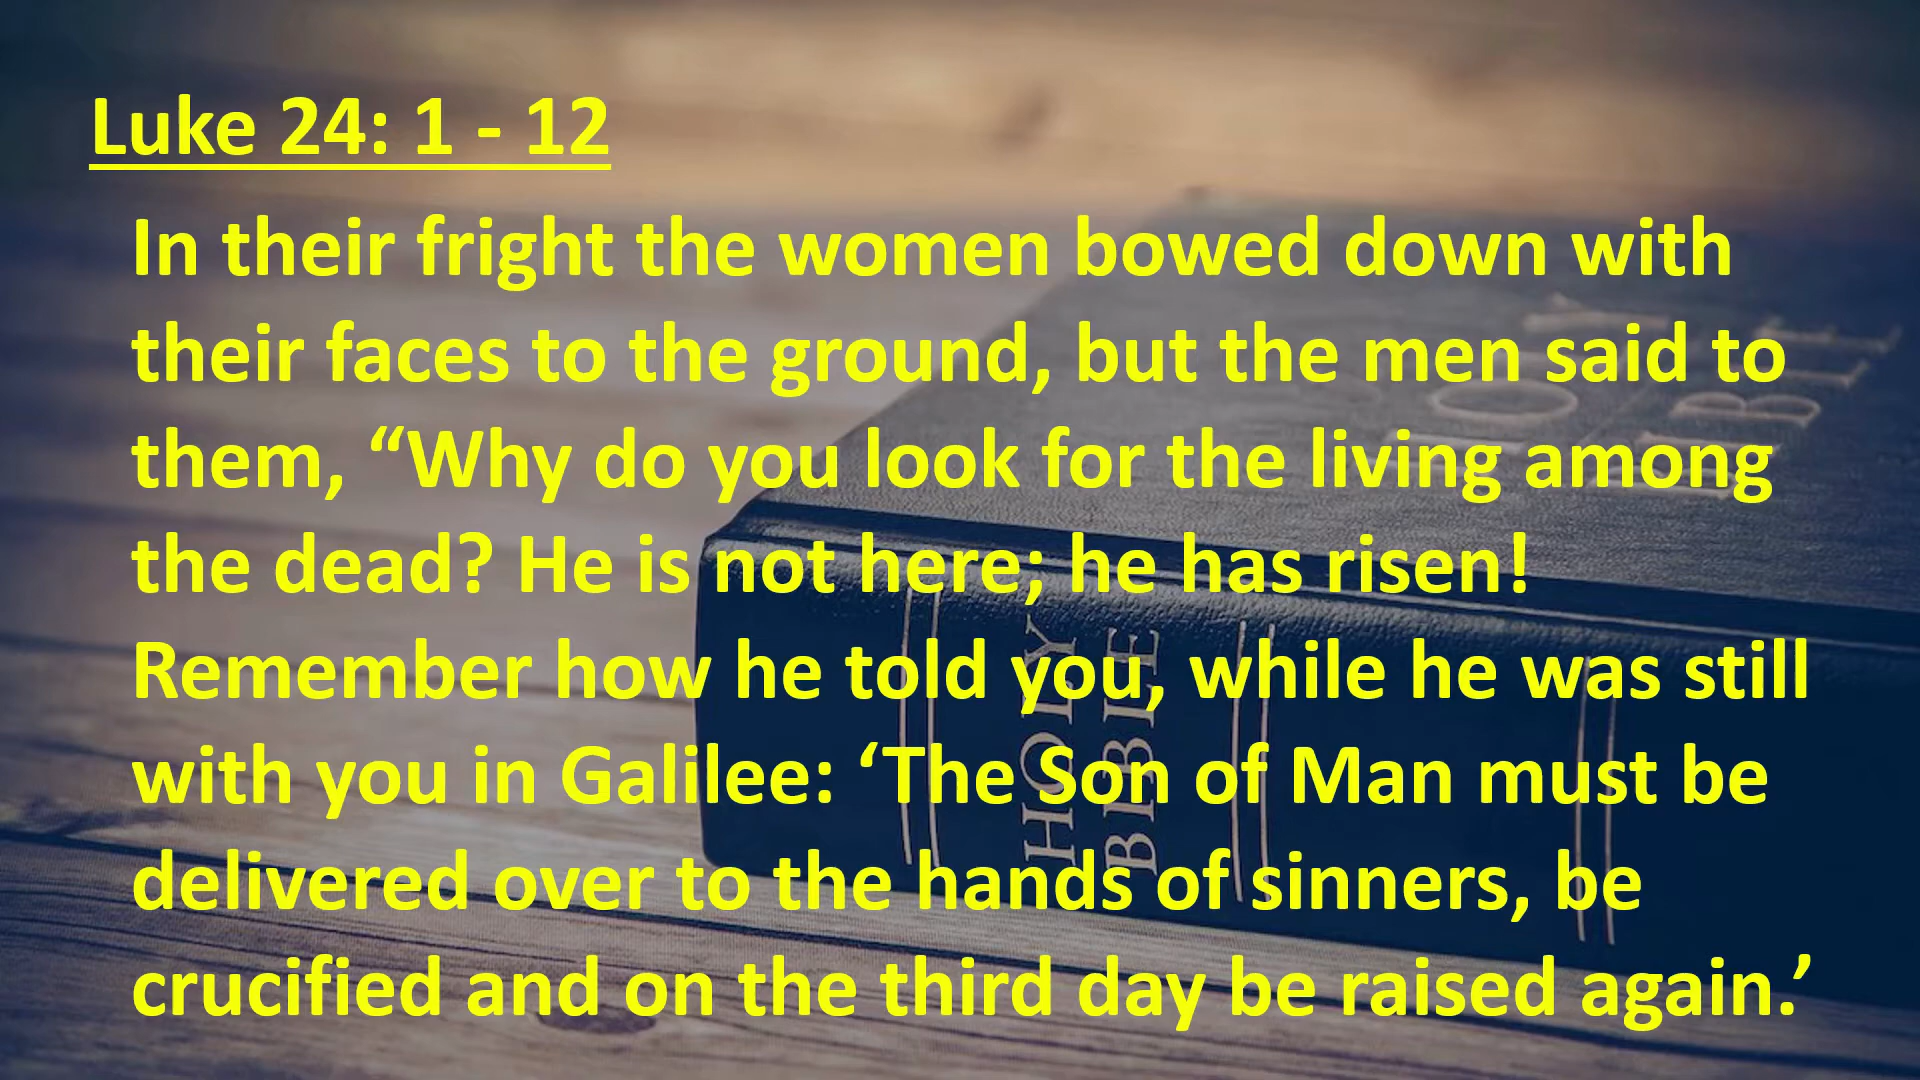 Luke 24: 1 - 12
In their fright the women bowed down with
their faces to the ground, but the men said to
them, “Why do you look for the living among
the dead? He is not here; he has risen!
Remember how he told you, while he was still
with you in Galilee: ‘The Son of Man must be
delivered over to the hands of sinners, be
crucified and on the third day be raised again.’
HOLY
BIBLE
HOLY
BIBLE